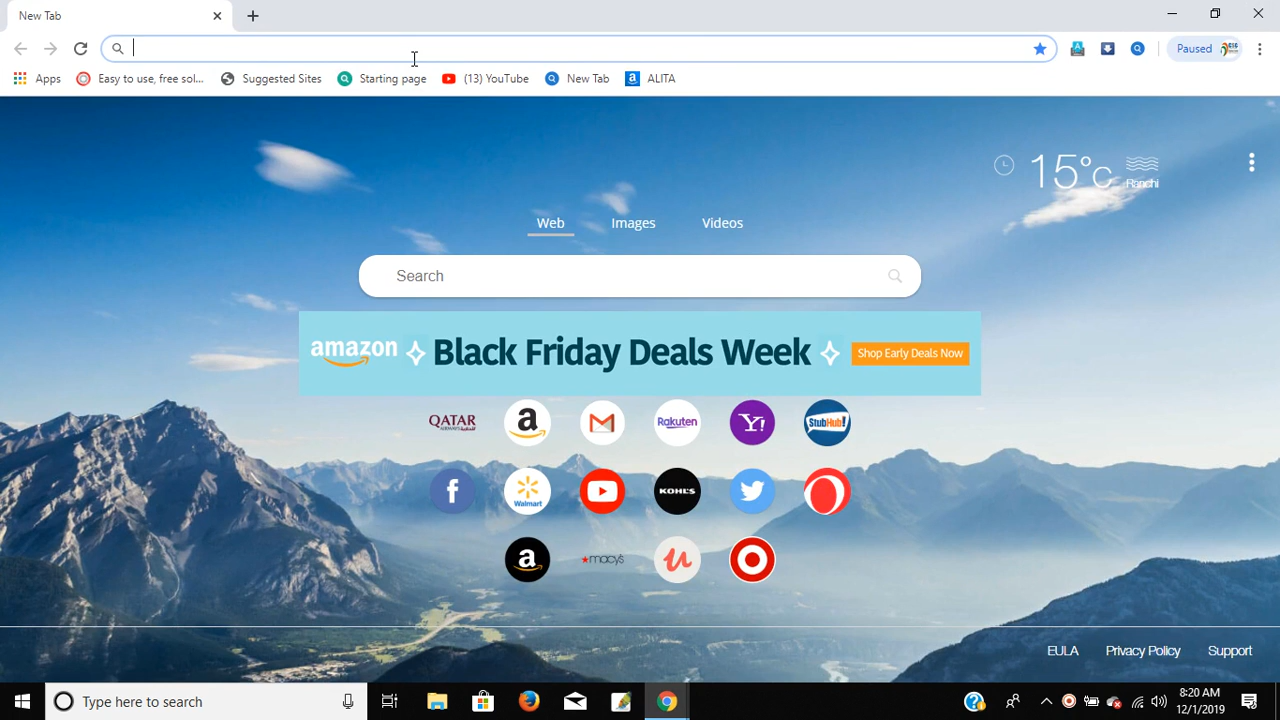 New Tab
Paused
Apps
Easy to use, free sol...
Suggested Sites
Starting page
(13) YouTube
New Tab
a
ALITA
15°c
Ranchi
Web
Images
Videos
Search
amazon
Black Friday Deals Week
Shop Early Deals Now
QATAR
a
Rakuten
Y!
StubHub!
f
Walmart
KOHL'S
a
macy's
u
EULA
Privacy Policy
Support
Type here to search
8:20 AM
12/1/2019